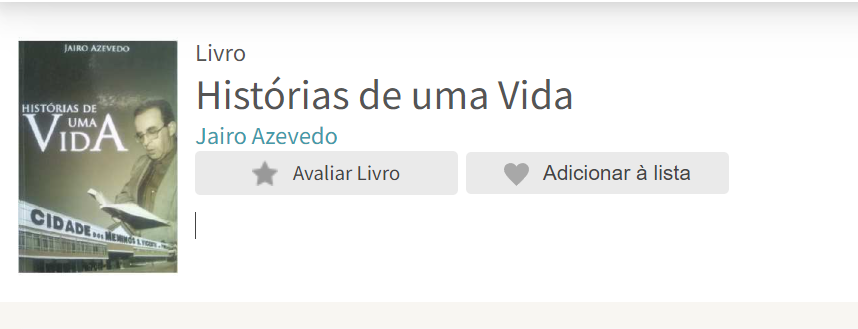 JAIRO AZEVEDO
HISTÓRIAS DE
UMA
VIDA
CIDADE DOS MENINOS S. VICENTE
Livro
Histórias de uma Vida
Jairo Azevedo
Avaliar Livro
Adicionar à lista